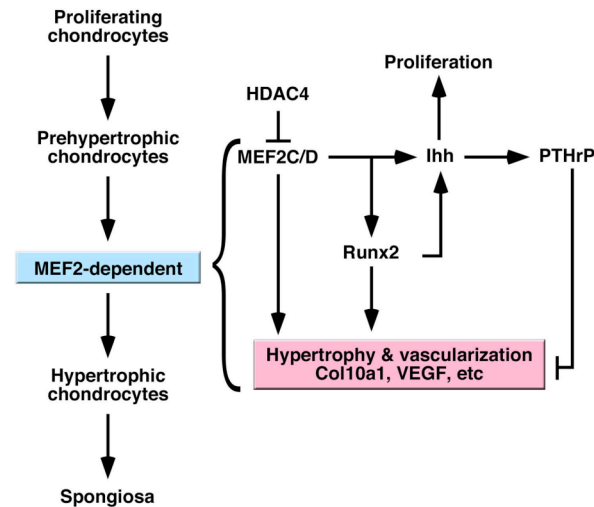 Proliferating
chondrocytes
Prehypertrophic
chondrocytes
MEF2-dependent
Hypertrophic
chondrocytes
Spongiosa
HDAC4
MEF2C/D
Proliferation
Ihh
PTHrP
Runx2
Hypertrophy & vascularization
Col10a1, VEGF, etc